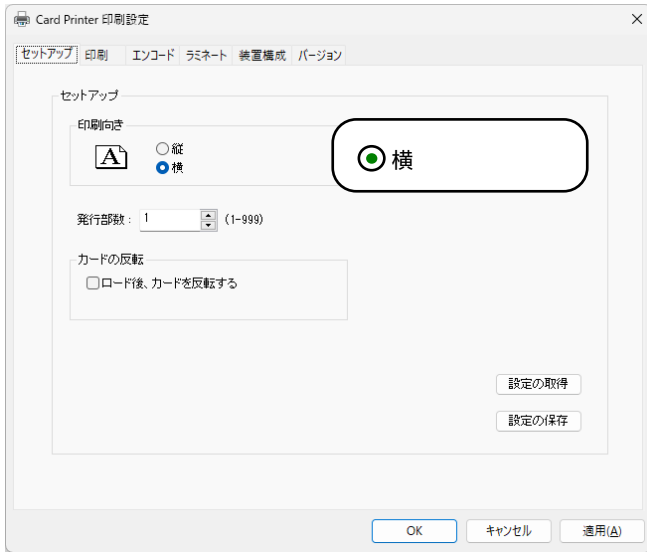 Card Printer 印刷設定
セットアップ 印刷 エンコード ラミネート 装置構成 バージョン
セットアップ
印刷向き
A
縦
横
横
発行部数： 1 (1-999)
カードの反転
ロード後、カードを反転する
設定の取得
設定の保存
OK キャンセル 適用(A)